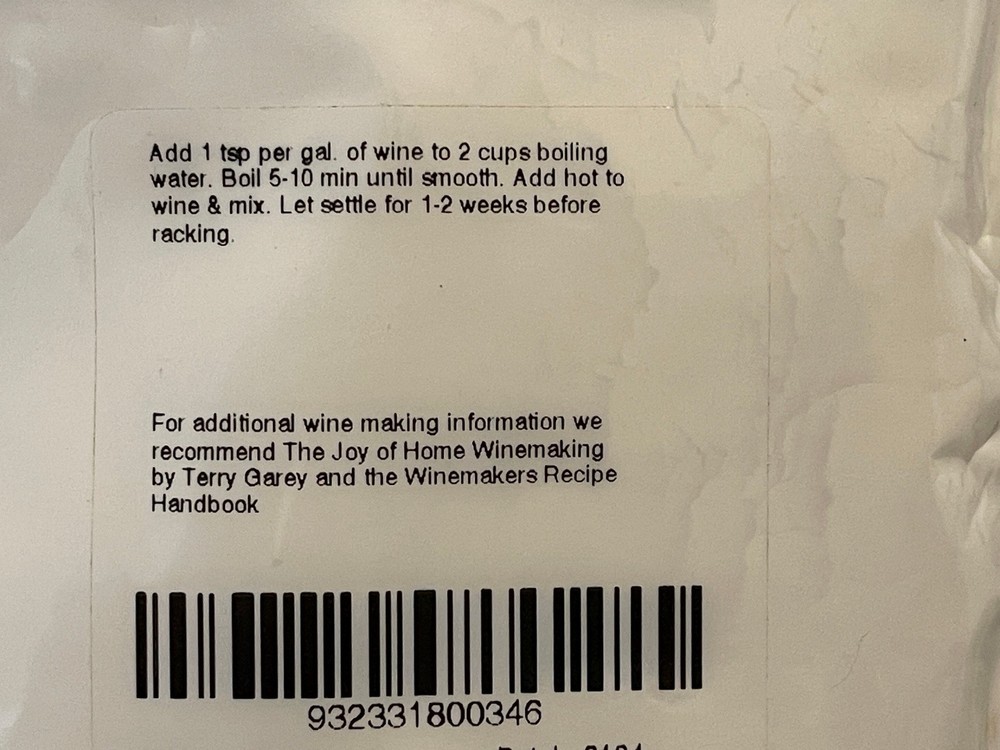 Add 1 tsp per gal. of wine to 2 cups boiling
water. Boil 5-10 min until smooth. Add hot to
wine & mix. Let settle for 1-2 weeks before
racking.
For additional wine making information we
recommend The Joy of Home Winemaking
by Terry Garey and the Winemakers Recipe
Handbook
932331800346